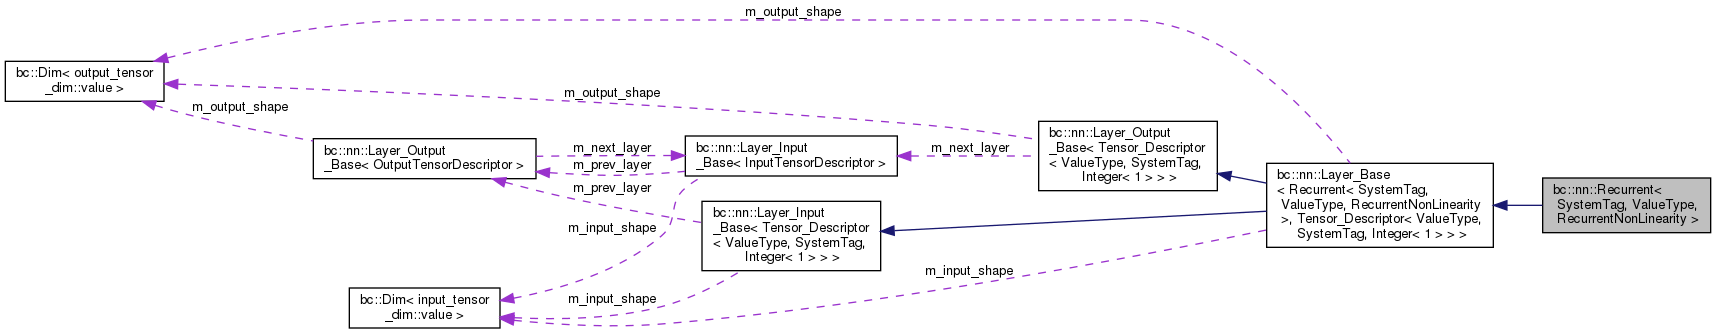 m_output_shape
bc::Dim< output_tensor
_dim::value >
m_output_shape
m_output_shape
bc::nn::Layer_Output
_Base< OutputTensorDescriptor >
m_next_layer
m_prev_layer
m_prev_layer
bc::nn::Layer_Input
_Base< InputTensorDescriptor >
m_next_layer
bc::nn::Layer_Output
_Base< Tensor_Descriptor
< ValueType, SystemTag,
Integer< 1 > > >
bc::nn::Layer_Base
< Recurrent< SystemTag,
ValueType, RecurrentNonLinearity
>, Tensor_Descriptor< ValueType,
SystemTag, Integer< 1 > > >
bc::nn::Recurrent<
SystemTag, ValueType,
RecurrentNonLinearity >
bc::nn::Layer_Input
_Base< Tensor_Descriptor
< ValueType, SystemTag,
Integer< 1 > > >
m_input_shape
m_input_shape
m_input_shape
bc::Dim< input_tensor
_dim::value >